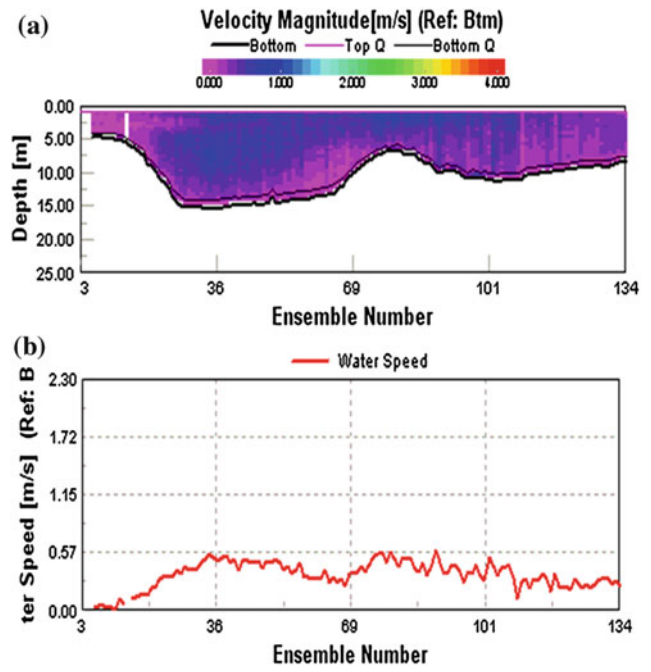 (a)
Velocity Magnitude[m/s] (Ref: Btm)
Bottom Top Q Bottom Q
0.000 1.000 2.000 3.000 4.000
Depth [m]
0.00
5.00
10.00
15.00
20.00
25.00
3 36 69 101 134
Ensemble Number
(b)
Water Speed
ter Speed [m/s] (Ref: B
2.30
1.72
1.15
0.57
0.00
3 36 69 101 134
Ensemble Number